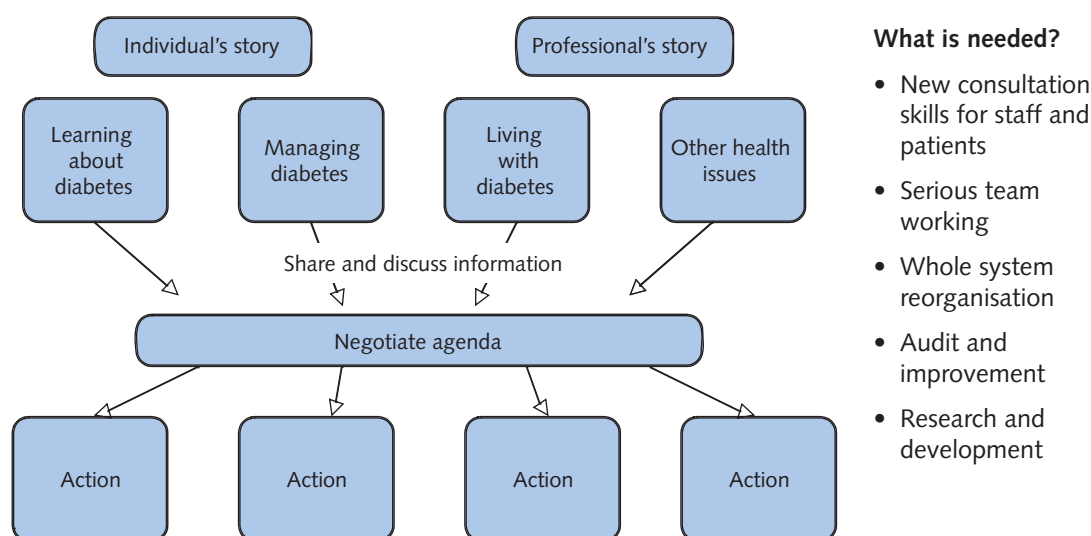 Individual's story
Professional's story
Learning
about
diabetes
Managing
diabetes
Living
with
diabetes
Other health
issues
Share and discuss information
Negotiate agenda
Action
Action
Action
Action
What is needed?
• New consultation
skills for staff and
patients
• Serious team
working
• Whole system
reorganisation
• Audit and
improvement
• Research and
development